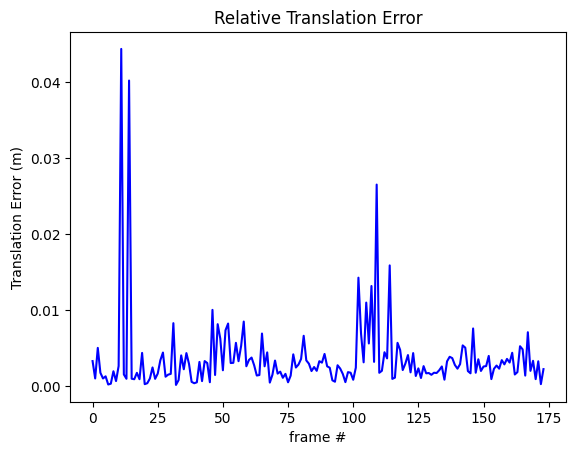 Relative Translation Error
Translation Error (m)
0.04
0.03
0.02
0.01
0.00
0 25 50 75 100 125 150 175
frame #